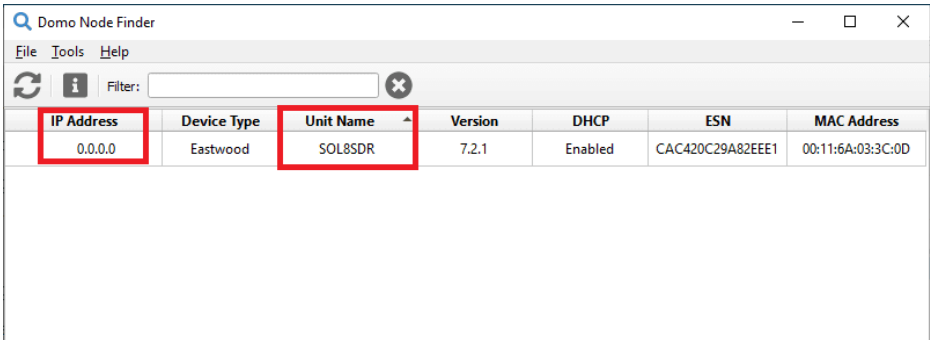 Domo Node Finder
File Tools Help
Filter:
IP Address Device Type Unit Name Version DHCP ESN MAC Address
0.0.0.0 Eastwood SOL8SDR 7.2.1 Enabled CAC420C29A82EEE1 00:11:6A:03:3C:0D